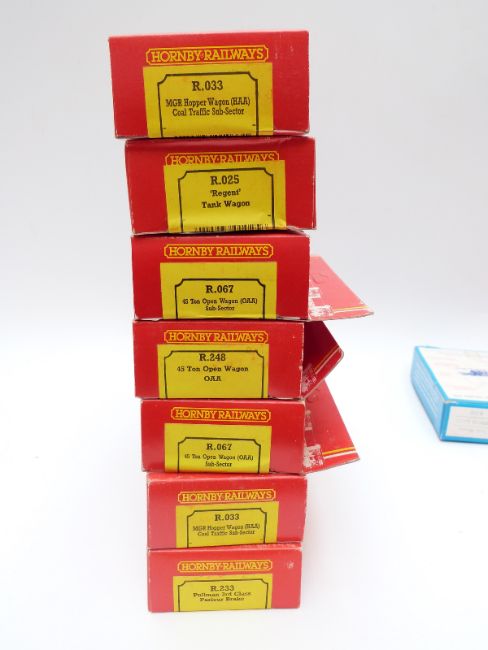 HORNBY RAILWAYS
R.033
MGR Hopper Wagon (HAA)
Coal Traffic Sub-Sector
HORNBY RAILWAYS
R.025
'Regent'
Tank Wagon
HORNBY RAILWAYS
R.067
45 Ton Open Wagon (OAA)
Sub-Sector
HORNBY RAILWAYS
R.248
45 Ton Open Wagon
OAA
HORNBY RAILWAYS
R.067
45 Ton Open Wagon (OAA)
Sub-Sector
HORNBY RAILWAYS
R.033
MGR Hopper Wagon (HAA)
Coal Traffic Sub-Sector
HORNBY RAILWAYS
R.233
Pullman 3rd Class
Parlour Brake